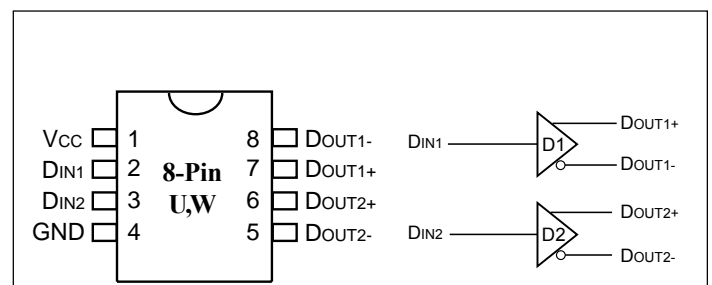 VCC 1 8 DOUT1-
DIN1 2 7 DOUT1+
8-Pin
DIN2 3 6 DOUT2+
U,W
GND 4 5 DOUT2-
DIN1 D1 DOUT1+
DOUT1-
DIN2 D2 DOUT2+
DOUT2-